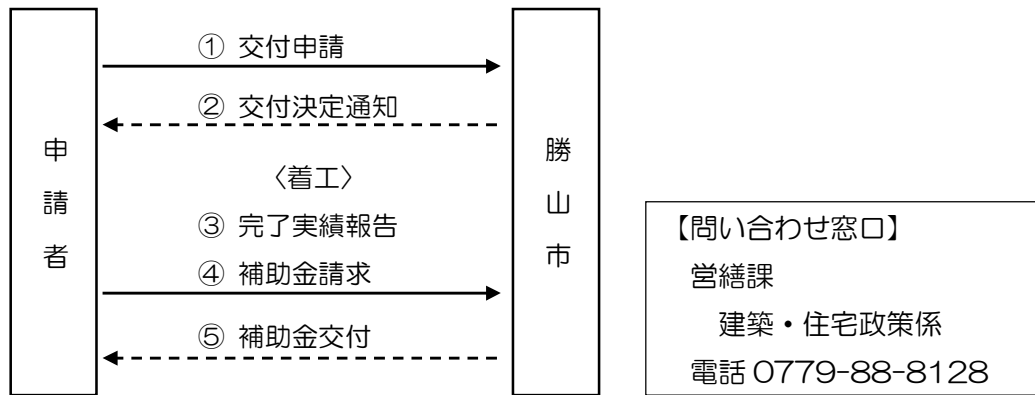 申請者
① 交付申請
② 交付決定通知
〈着工〉
③ 完了実績報告
④ 補助金請求
⑤ 補助金交付
勝山市
【問い合わせ窓口】
営繕課
建築・住宅政策係
電話 0779-88-8128